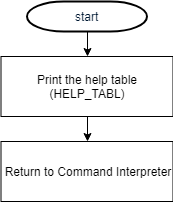 start
Print the help table
(HELP_TABL)
Return to Command Interpreter